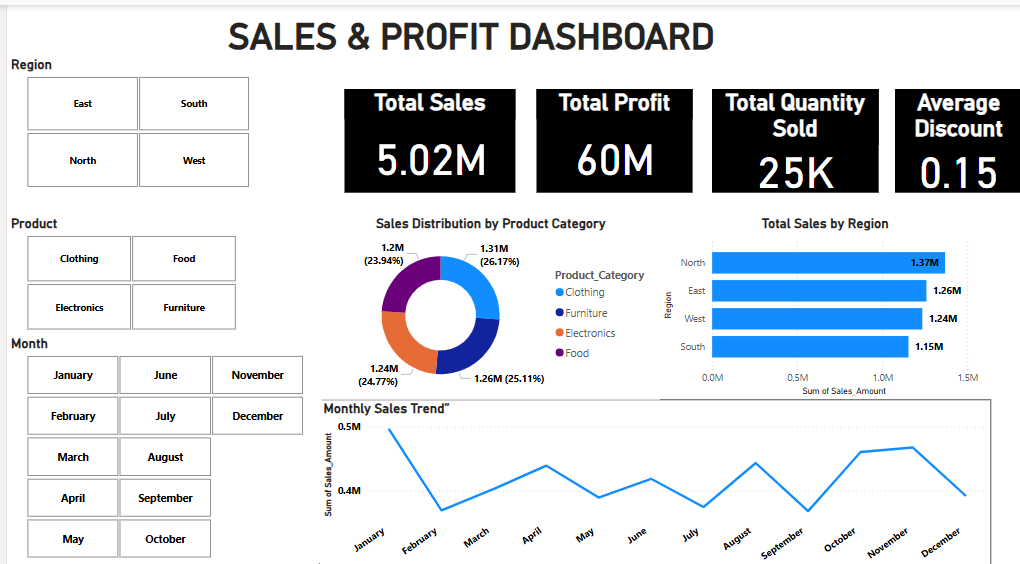 SALES & PROFIT DASHBOARD
Region
East
South
North
West
Total Sales
5.02M
Total Profit
60M
Total Quantity
Sold
25K
Average
Discount
0.15
Product
Clothing
Food
Electronics
Furniture
Month
January
June
November
February
July
December
March
August
April
September
May
October
Sales Distribution by Product Category
1.2M
(23.94%)
1.31M
(26.17%)
1.24M
(24.77%)
1.26M (25.11%)
Product_Category
Clothing
Furniture
Electronics
Food
Total Sales by Region
Region
North
1.37M
East
1.26M
West
1.24M
South
1.15M
0.0M
0.5M
1.0M
1.5M
Sum of Sales_Amount
Monthly Sales Trend"
Sum of Sales_Amount
0.5M
0.4M
January
February
March
April
May
June
July
August
September
October
November
December